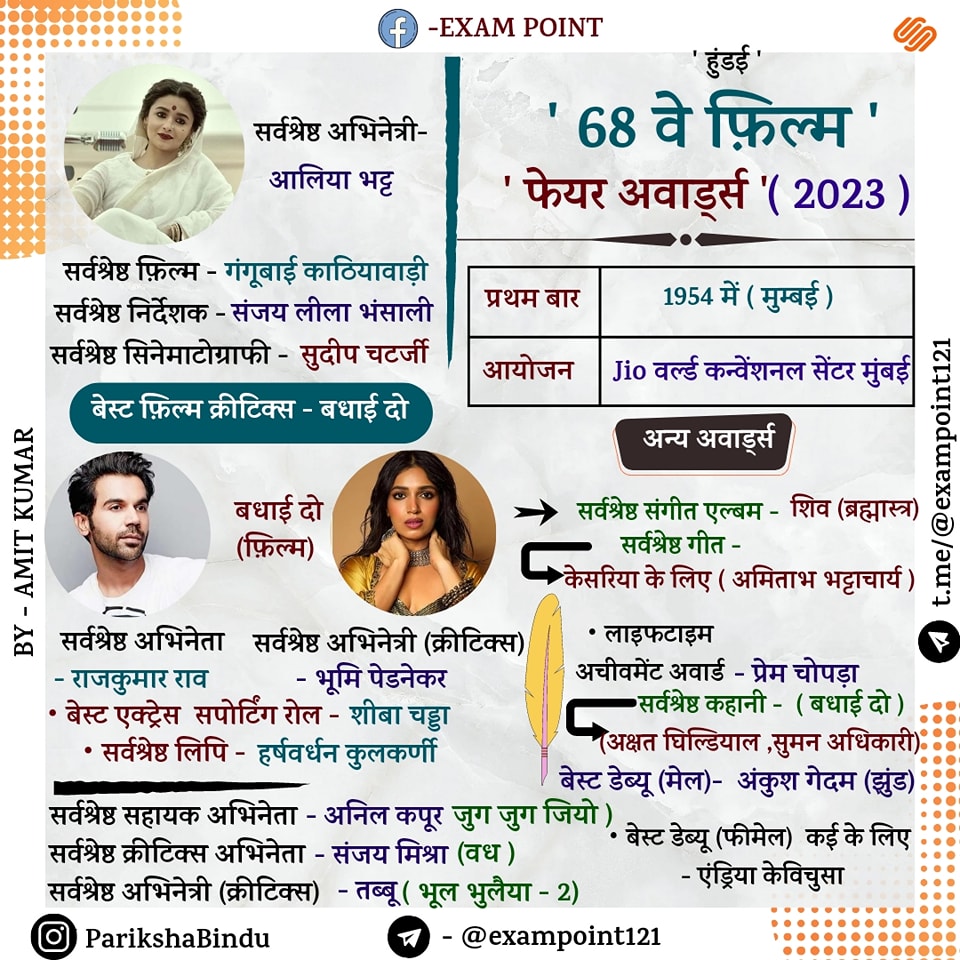 -EXAM POINT
' हुंडई '
' 68 वे फ़िल्म '
' फेयर अवार्ड्स '( 2023 )
सर्वश्रेष्ठ अभिनेत्री-
आलिया भट्ट
सर्वश्रेष्ठ फ़िल्म - गंगूबाई काठियावाड़ी
सर्वश्रेष्ठ निर्देशक - संजय लीला भंसाली
सर्वश्रेष्ठ सिनेमाटोग्राफी - सुदीप चटर्जी
बेस्ट फ़िल्म क्रीटिक्स - बधाई दो
प्रथम बार 1954 में ( मुम्बई )
आयोजन Jio वर्ल्ड कन्वेंशनल सेंटर मुंबई
बधाई दो
(फ़िल्म)
सर्वश्रेष्ठ अभिनेता
- राजकुमार राव
सर्वश्रेष्ठ अभिनेत्री (क्रीटिक्स)
- भूमि पेडनेकर
• बेस्ट एक्ट्रेस सपोर्टिंग रोल - शीबा चड्डा
• सर्वश्रेष्ठ लिपि - हर्षवर्धन कुलकर्णी
सर्वश्रेष्ठ सहायक अभिनेता - अनिल कपूर जुग जुग जियो )
सर्वश्रेष्ठ क्रीटिक्स अभिनेता - संजय मिश्रा (वध )
सर्वश्रेष्ठ अभिनेत्री (क्रीटिक्स) - तब्बू ( भूल भुलैया - 2)
अन्य अवार्ड्स
सर्वश्रेष्ठ संगीत एल्बम - शिव (ब्रह्मास्त्र)
सर्वश्रेष्ठ गीत -
केसरिया के लिए ( अमिताभ भट्टाचार्य )
• लाइफटाइम
अचीवमेंट अवार्ड - प्रेम चोपड़ा
सर्वश्रेष्ठ कहानी - ( बधाई दो )
(अक्षत घिल्डियाल ,सुमन अधिकारी)
बेस्ट डेब्यू (मेल)- अंकुश गेदम (झुंड)
• बेस्ट डेब्यू (फीमेल) कई के लिए
- एंड्रिया केविचुसा
BY - AMIT KUMAR
t.me/@exampoint121
ParikshaBindu
- @exampoint121